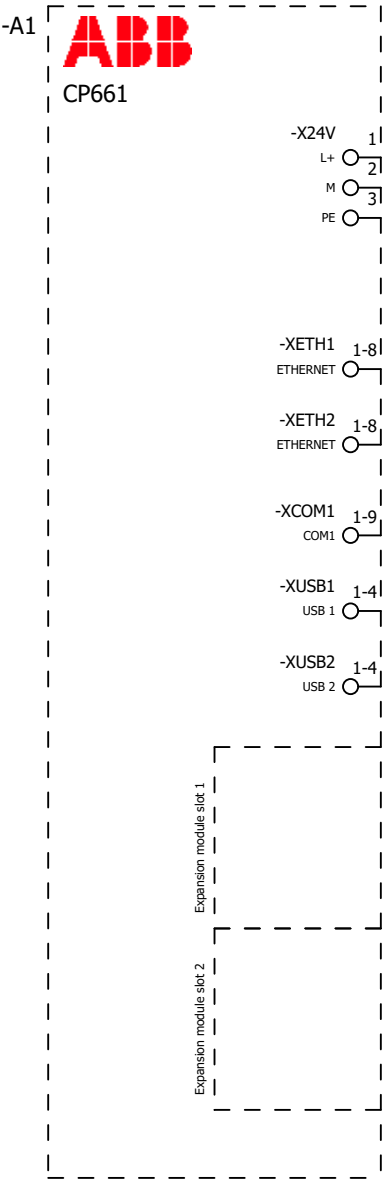 -A1
ABB
CP661
-X24V 1
L+
2
M
3
PE
-XETH1 1-8
ETHERNET
-XETH2 1-8
ETHERNET
-XCOM1 1-9
COM1
-XUSB1 1-4
USB 1
-XUSB2 1-4
USB 2
Expansion module slot 1
Expansion module slot 2